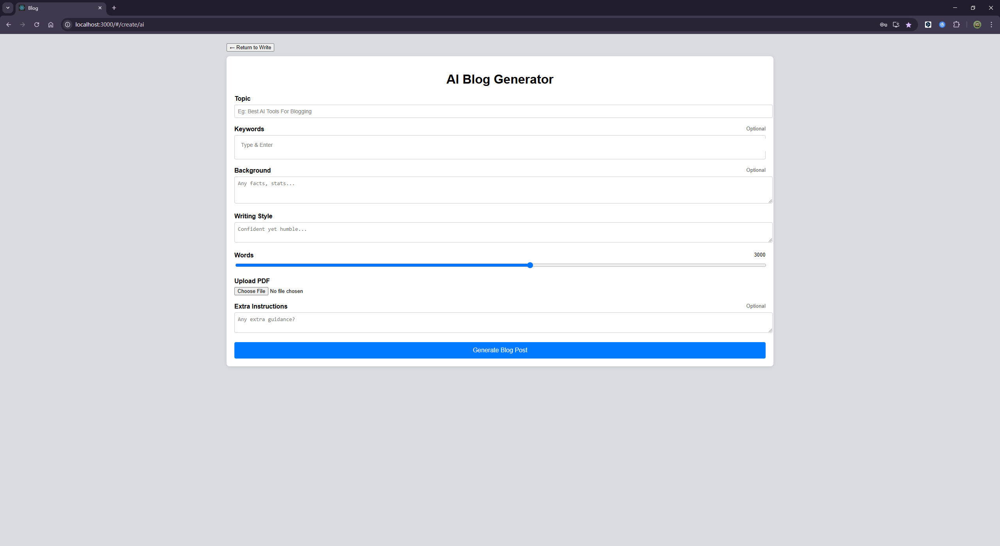 Blog
localhost:3000/#/create/ai
← Return to Write
AI Blog Generator
Topic
Eg: Best AI Tools For Blogging
Keywords Optional
Type & Enter
Background Optional
Any facts, stats...
Writing Style
Confident yet humble...
Words 3000
Upload PDF
Choose File No file chosen
Extra Instructions Optional
Any extra guidance?
Generate Blog Post